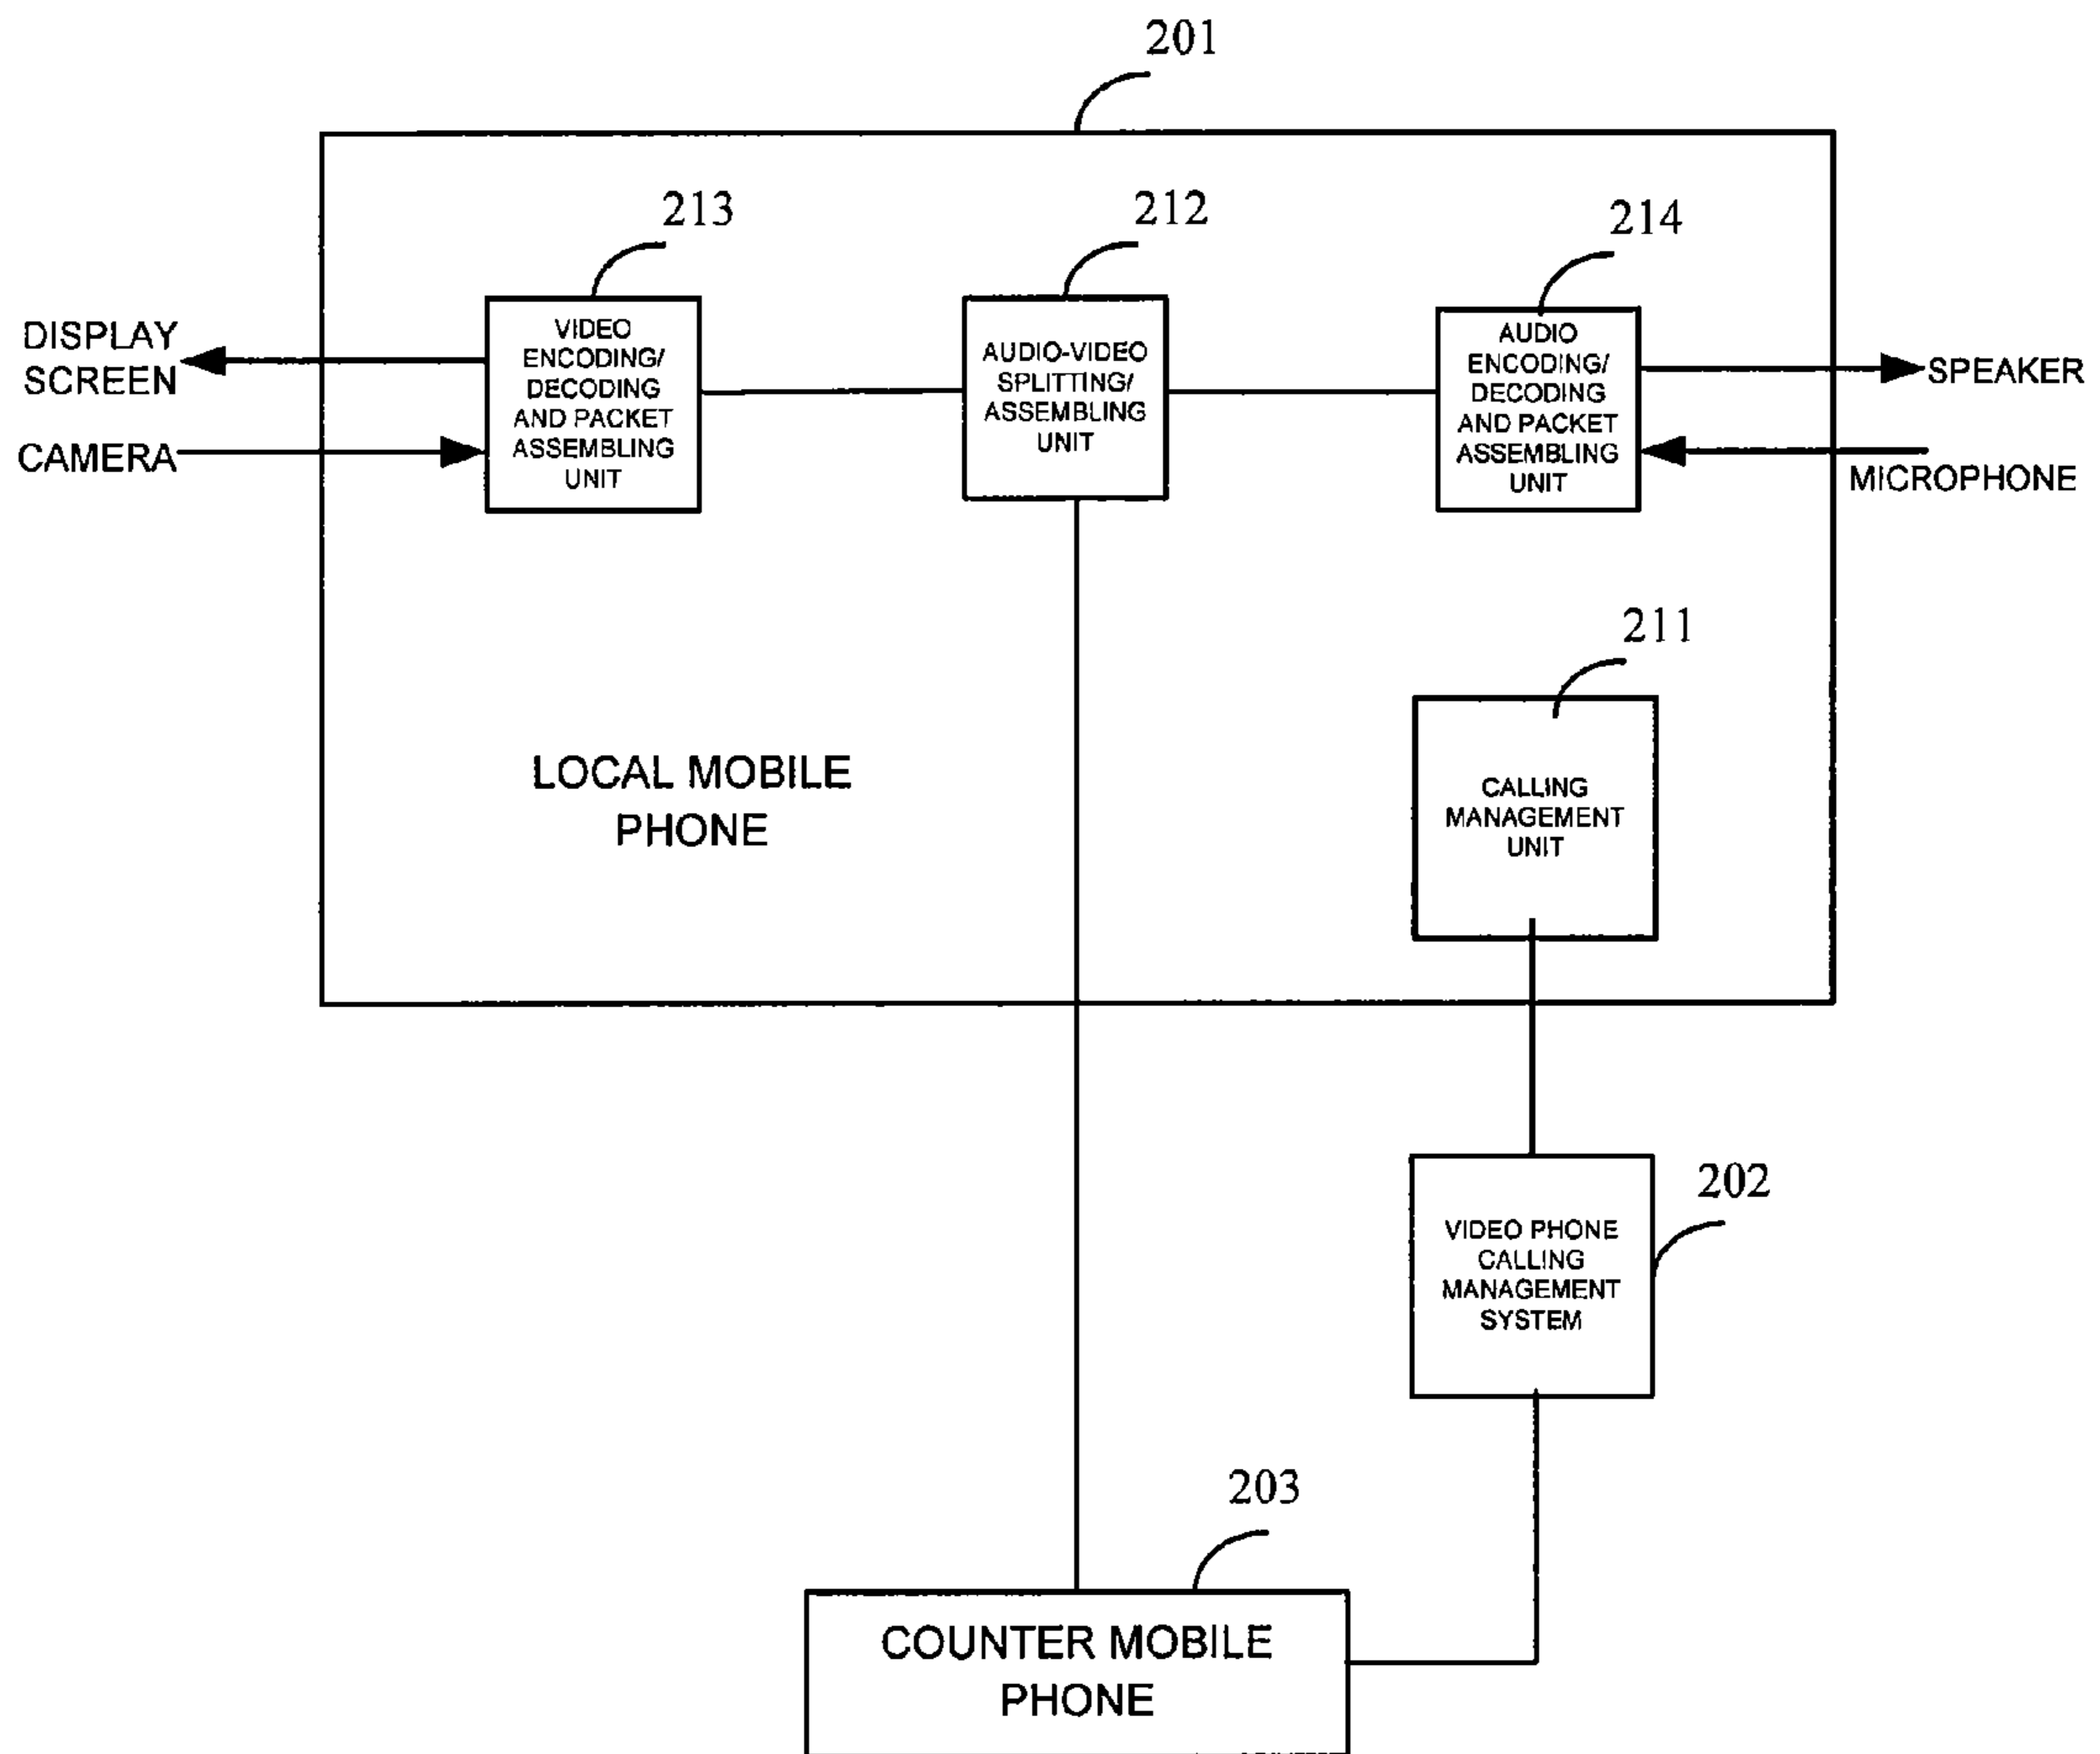 201
213
212
214
DISPLAY
SCREEN
CAMERA
VIDEO
ENCODING/
DECODING
AND PACKET
ASSEMBLING
UNIT
AUDIO-VIDEO
SPLITTING/
ASSEMBLING
UNIT
AUDIO
ENCODING/
DECODING
AND PACKET
ASSEMBLING
UNIT
SPEAKER
MICROPHONE
211
LOCAL MOBILE
PHONE
CALLING
MANAGEMENT
UNIT
202
VIDEO PHONE
CALLING
MANAGEMENT
SYSTEM
203
COUNTER MOBILE
PHONE